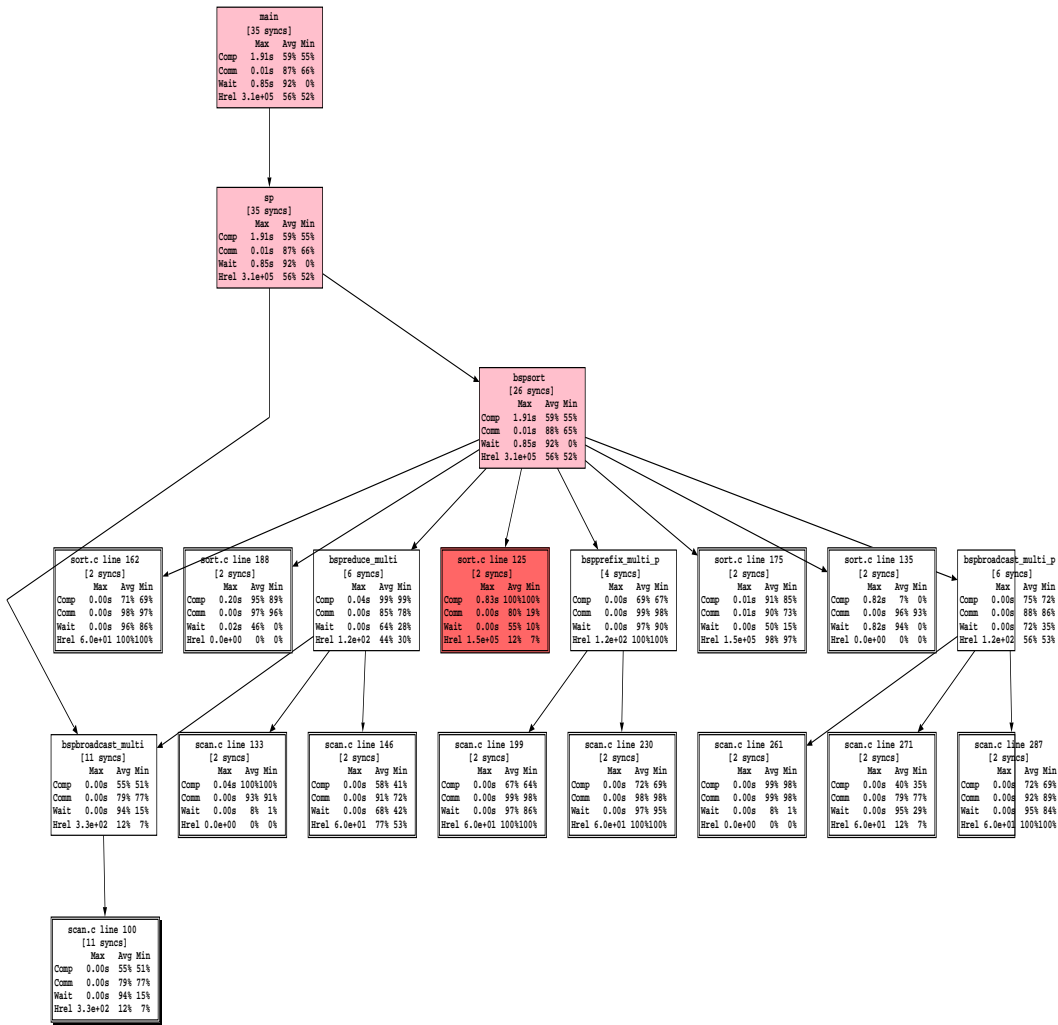 main
[35 syncs]
Max Avg Min
Comp 1.91s 59% 55%
Comm 0.01s 87% 66%
Wait 0.85s 92% 0%
Hrel 3.1e+05 56% 52%
sp
[35 syncs]
Max Avg Min
Comp 1.91s 59% 55%
Comm 0.01s 87% 66%
Wait 0.85s 92% 0%
Hrel 3.1e+05 56% 52%
bspsort
[26 syncs]
Max Avg Min
Comp 1.91s 59% 55%
Comm 0.01s 88% 65%
Wait 0.85s 92% 0%
Hrel 3.1e+05 56% 52%
sort.c line 162
[2 syncs]
Max Avg Min
Comp 0.00s 71% 69%
Comm 0.00s 98% 97%
Wait 0.00s 96% 86%
Hrel 6.0e+01 100%100%
sort.c line 188
[2 syncs]
Max Avg Min
Comp 0.20s 95% 89%
Comm 0.00s 97% 96%
Wait 0.02s 46% 0%
Hrel 0.0e+00 0% 0%
bspreduce_multi
[6 syncs]
Max Avg Min
Comp 0.04s 99% 99%
Comm 0.00s 85% 78%
Wait 0.00s 64% 28%
Hrel 1.2e+02 44% 30%
sort.c line 125
[2 syncs]
Max Avg Min
Comp 0.83s 100%100%
Comm 0.00s 80% 19%
Wait 0.00s 55% 10%
Hrel 1.5e+05 12% 7%
bspprefix_multi_p
[4 syncs]
Max Avg Min
Comp 0.00s 69% 67%
Comm 0.00s 99% 98%
Wait 0.00s 97% 90%
Hrel 1.2e+02 100%100%
sort.c line 175
[2 syncs]
Max Avg Min
Comp 0.01s 91% 85%
Comm 0.01s 90% 73%
Wait 0.01s 50% 15%
Hrel 1.5e+05 98% 97%
sort.c line 135
[2 syncs]
Max Avg Min
Comp 0.82s 7% 0%
Comm 0.00s 96% 93%
Wait 0.82s 94% 0%
Hrel 0.0e+00 0% 0%
bspbroadcast_multi_p
[6 syncs]
Max Avg Min
Comp 0.00s 75% 72%
Comm 0.00s 88% 86%
Wait 0.00s 72% 35%
Hrel 1.2e+02 56% 53%
bspbroadcast_multi
[11 syncs]
Max Avg Min
Comp 0.00s 55% 51%
Comm 0.00s 79% 77%
Wait 0.00s 94% 15%
Hrel 3.3e+02 12% 7%
scan.c line 133
[2 syncs]
Max Avg Min
Comp 0.04s 100%100%
Comm 0.00s 93% 91%
Wait 0.00s 8% 1%
Hrel 0.0e+00 0% 0%
scan.c line 146
[2 syncs]
Max Avg Min
Comp 0.00s 58% 41%
Comm 0.00s 91% 72%
Wait 0.00s 68% 42%
Hrel 6.0e+01 77% 53%
scan.c line 199
[2 syncs]
Max Avg Min
Comp 0.00s 67% 64%
Comm 0.00s 99% 98%
Wait 0.00s 97% 86%
Hrel 6.0e+01 100%100%
scan.c line 230
[2 syncs]
Max Avg Min
Comp 0.00s 72% 69%
Comm 0.00s 98% 98%
Wait 0.00s 97% 95%
Hrel 6.0e+01 100%100%
scan.c line 261
[2 syncs]
Max Avg Min
Comp 0.00s 99% 98%
Comm 0.00s 99% 98%
Wait 0.00s 8% 1%
Hrel 0.0e+00 0% 0%
scan.c line 271
[2 syncs]
Max Avg Min
Comp 0.00s 40% 35%
Comm 0.00s 79% 77%
Wait 0.00s 95% 29%
Hrel 6.0e+01 12% 7%
scan.c line 287
[2 syncs]
Max Avg Min
Comp 0.00s 72% 69%
Comm 0.00s 92% 89%
Wait 0.00s 95% 84%
Hrel 6.0e+01 100%100%
scan.c line 100
[11 syncs]
Max Avg Min
Comp 0.00s 55% 51%
Comm 0.00s 79% 77%
Wait 0.00s 94% 15%
Hrel 3.3e+02 12% 7%